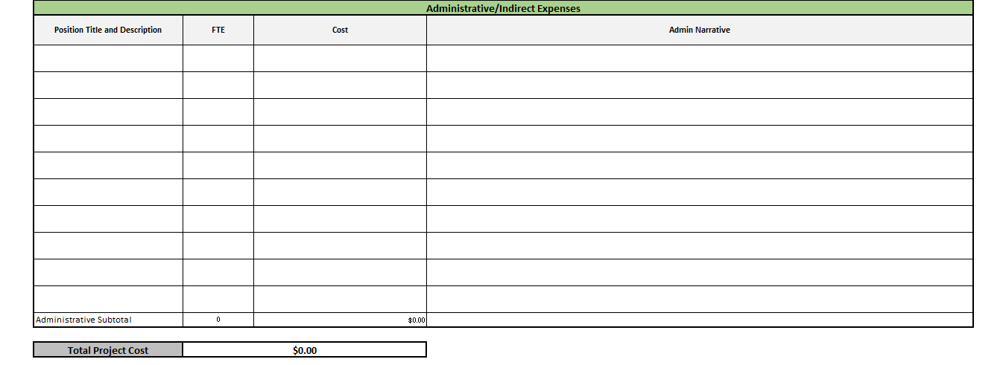 Administrative/Indirect Expenses
Position Title and Description FTE Cost Admin Narrative
Administrative Subtotal 0 $0.00
Total Project Cost $0.00